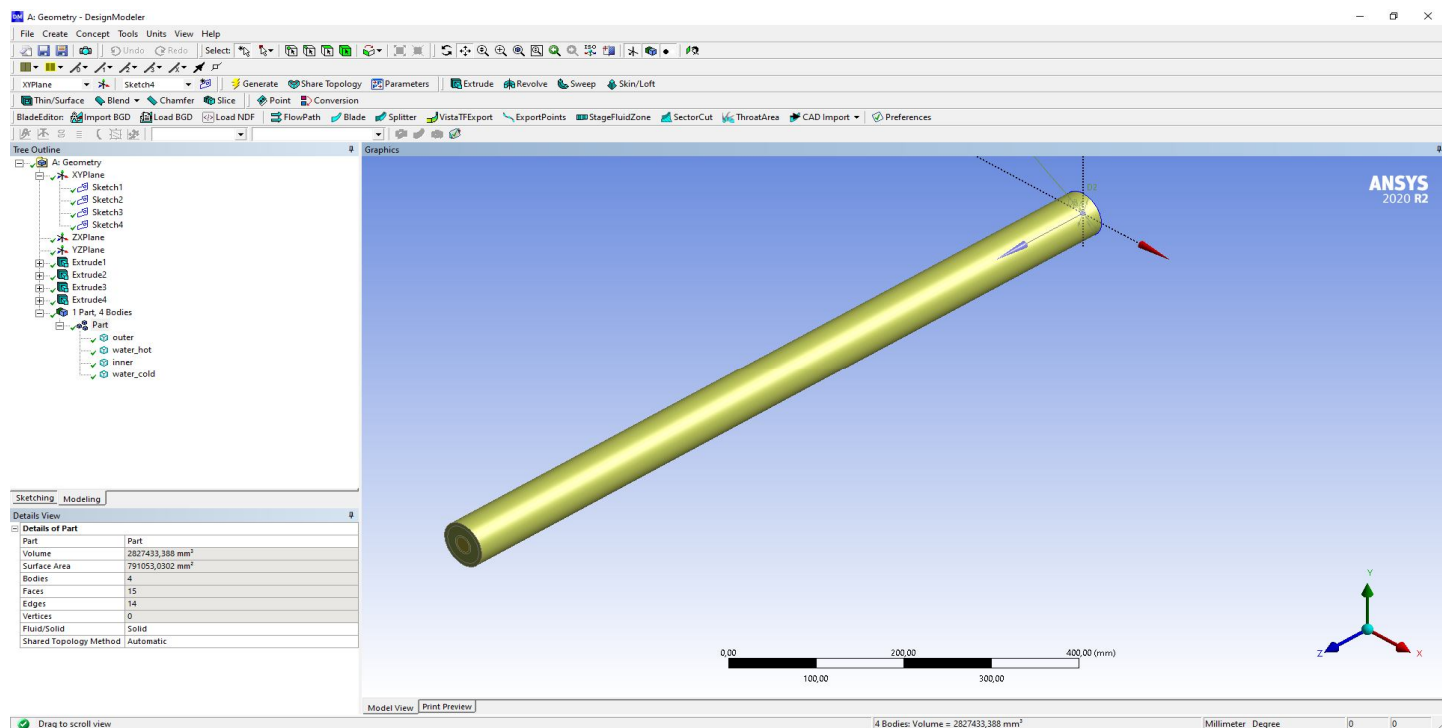 A: Geometry - DesignModeler
File Create Concept Tools Units View Help
Undo Redo Select:
XYPlane Sketch4 Generate Share Topology Parameters Extrude Revolve Sweep Skin/Loft
Thin/Surface Blend Chamfer Slice Point Conversion
BladeEditor: Import BGD Load BGD Load NDF FlowPath Blade Splitter VistaTFExport ExportPoints StageFluidZone SectorCut ThroatArea CAD Import Preferences
Tree Outline
A: Geometry
XYPlane
Sketch1
Sketch2
Sketch3
Sketch4
ZXPlane
YZPlane
Extrude1
Extrude2
Extrude3
Extrude4
1 Part, 4 Bodies
Part
outer
water_hot
inner
water_cold
Sketching Modeling
Details View
Details of Part
Part Part
Volume 2827433,388 mm³
Surface Area 791053,0302 mm²
Bodies 4
Faces 15
Edges 14
Vertices 0
Fluid/Solid Solid
Shared Topology Method Automatic
Graphics
ANSYS
2020 R2
0,00 200,00 400,00 (mm)
100,00 300,00
Y
Z X
Model View Print Preview
Drag to scroll view 4 Bodies: Volume = 2827433,388 mm³ Millimeter Degree 0 0